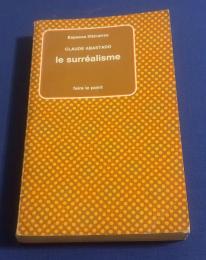 Espaces littéraires
CLAUDE ABASTADO
le surréalisme
faire le point